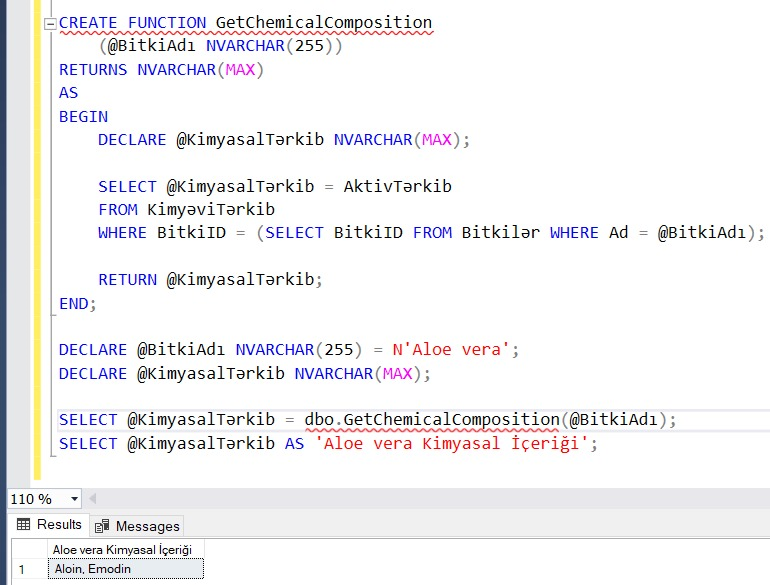 CREATE FUNCTION GetChemicalComposition
(@BitkiAdı NVARCHAR(255))
RETURNS NVARCHAR(MAX)
AS
BEGIN
DECLARE @KimyasalTərkib NVARCHAR(MAX);
SELECT @KimyasalTərkib = AktivTərkib
FROM KimyəviTərkib
WHERE BitkiID = (SELECT BitkiID FROM Bitkilər WHERE Ad = @BitkiAdı);
RETURN @KimyasalTərkib;
END;
DECLARE @BitkiAdı NVARCHAR(255) = N'Aloe vera';
DECLARE @KimyasalTərkib NVARCHAR(MAX);
SELECT @KimyasalTərkib = dbo.GetChemicalComposition(@BitkiAdı);
SELECT @KimyasalTərkib AS 'Aloe vera Kimyasal İçeriği';
110 %
Results Messages
Aloe vera Kimyasal İçeriği
1 Aloin, Emodin